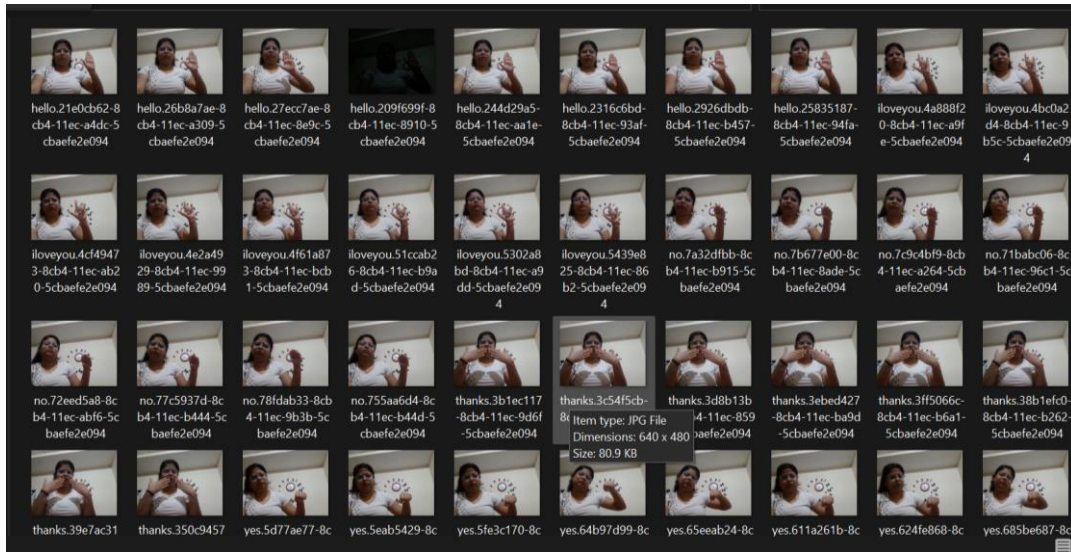 hello.21e0cb62-8 hello.26b8a7ae-8 hello.27ecc7ae-8 hello.209f699f-8 hello.244d29a5- hello.2316c6bd- hello.2926dbdb- hello.25835187- iloveyou.4a888f2 iloveyou.4bc0a2
cb4-11ec-a4dc-5 cb4-11ec-a309-5 cb4-11ec-8e9c-5 cb4-11ec-8910-5 8cb4-11ec-aa1e- 8cb4-11ec-93af- 8cb4-11ec-b457- 8cb4-11ec-94fa- 0-8cb4-11ec-a9f d4-8cb4-11ec-9
cbaefe2e094 cbaefe2e094 cbaefe2e094 cbaefe2e094 5cbaefe2e094 5cbaefe2e094 5cbaefe2e094 5cbaefe2e094 e-5cbaefe2e094 b5c-5cbaefe2e09
4
iloveyou.4cf4947 iloveyou.4e2a49 iloveyou.4f61a87 iloveyou.51ccab2 iloveyou.5302a8 iloveyou.5439e8 no.7a32dfbb-8c no.7b677e00-8c no.7c9c4bf9-8cb no.71babc06-8c
3-8cb4-11ec-ab2 29-8cb4-11ec-99 3-8cb4-11ec-bcb 6-8cb4-11ec-b9a bd-8cb4-11ec-a9 25-8cb4-11ec-86 b4-11ec-b915-5c b4-11ec-8ade-5c 4-11ec-a264-5cb b4-11ec-96c1-5c
0-5cbaefe2e094 89-5cbaefe2e094 1-5cbaefe2e094 d-5cbaefe2e094 dd-5cbaefe2e09 b2-5cbaefe2e09 baefe2e094 baefe2e094 aefe2e094 baefe2e094
4 4
no.72eed5a8-8c no.77c5937d-8c no.78fdab33-8cb no.755aa6d4-8c thanks.3b1ec117 thanks.3c54f5cb- thanks.3d8b13b thanks.3ebed427 thanks.3ff5066c- thanks.38b1efc0-
b4-11ec-abf6-5c b4-11ec-b444-5c 4-11ec-9b3b-5c b4-11ec-b44d-5 -8cb4-11ec-9d6f 4-11ec-859 -8cb4-11ec-ba9d 8cb4-11ec-b6a1- 8cb4-11ec-b262-
baefe2e094 baefe2e094 baefe2e094 cbaefe2e094 -5cbaefe2e094 baefe2e094 -5cbaefe2e094 5cbaefe2e094 5cbaefe2e094
Item type: JPG File
Dimensions: 640 x 480
Size: 80.9 KB
thanks.39e7ac31 thanks.350c9457 yes.5d77ae77-8c yes.5eab5429-8c yes.5fe3c170-8c yes.64b97d99-8c yes.65eeab24-8c yes.611a261b-8c yes.624fe868-8c yes.685be687-8c